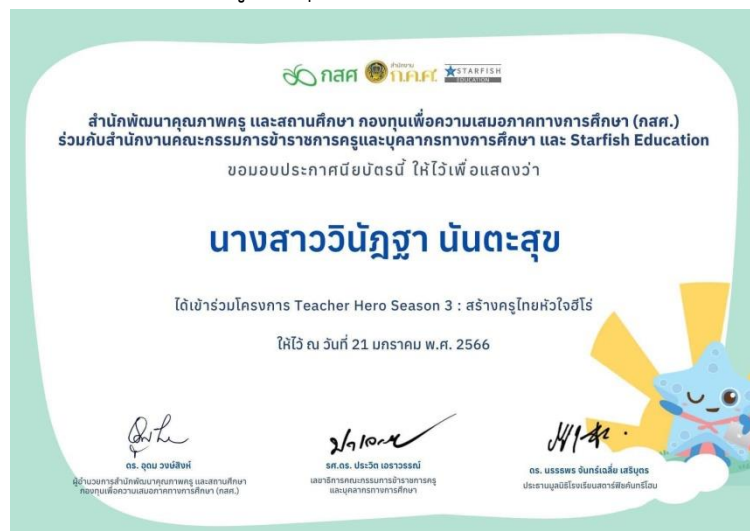 กสศ สำนักงาน ก.ค.ศ. STARFISH EDUCATION
สำนักพัฒนาคุณภาพครู และสถานศึกษา กองทุนเพื่อความเสมอภาคทางการศึกษา (กสศ.)
ร่วมกับสำนักงานคณะกรรมการข้าราชการครูและบุคลากรทางการศึกษา และ Starfish Education
ขอมอบประกาศนียบัตรนี้ ให้ไว้เพื่อแสดงว่า
นางสาววินัฎฐา นันตะสุข
ได้เข้าร่วมโครงการ Teacher Hero Season 3 : สร้างครูไทยหัวใจฮีโร่
ให้ไว้ ณ วันที่ 21 มกราคม พ.ศ. 2566
ดร. อุดม วงษ์สิงห์
ผู้อำนวยการสำนักพัฒนาคุณภาพครู และสถานศึกษา
กองทุนเพื่อความเสมอภาคทางการศึกษา (กสศ.)
รศ.ดร. ประวิต เอราวรรณ์
เลขาธิการคณะกรรมการข้าราชการครู
และบุคลากรทางการศึกษา
ดร. นรรธพร จันทร์เฉลี่ย เสริบุตร
ประธานมูลนิธิโรงเรียนสตาร์ฟิชคันทรีโฮม